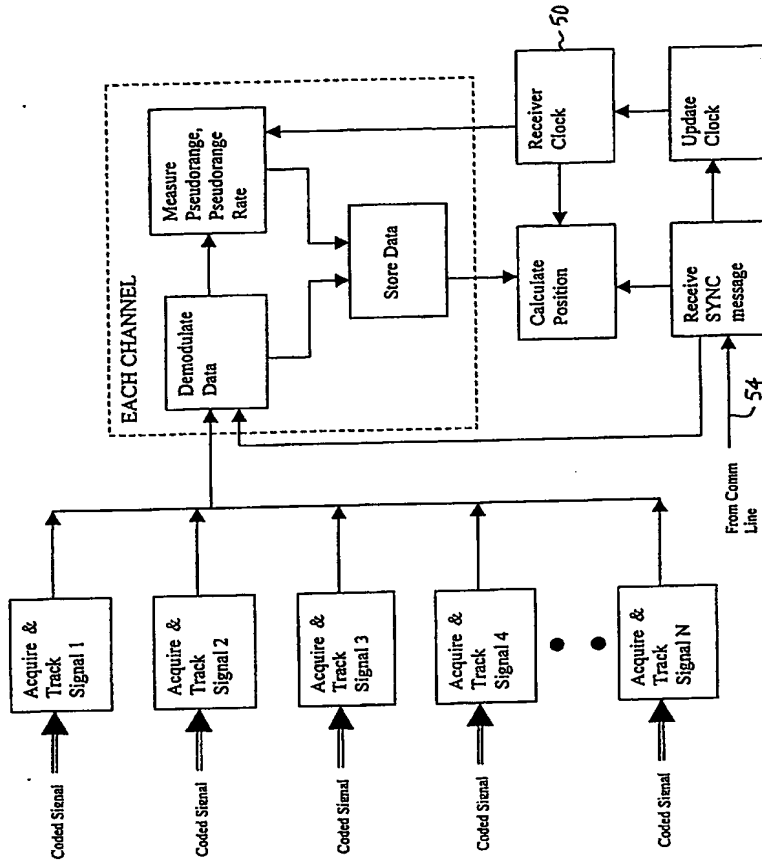 Coded Signal
Acquire &
Track
Signal 1
Coded Signal
Acquire &
Track
Signal 2
Coded Signal
Acquire &
Track
Signal 3
Coded Signal
Acquire &
Track
Signal 4
Coded Signal
Acquire &
Track
Signal N
EACH CHANNEL
Demodulate
Data
Measure
Pseudorange,
Pseudorange
Rate
Store Data
Calculate
Position
Receiver
Clock
50
Receive
SYNC
message
Update
Clock
From Comm
Line
54